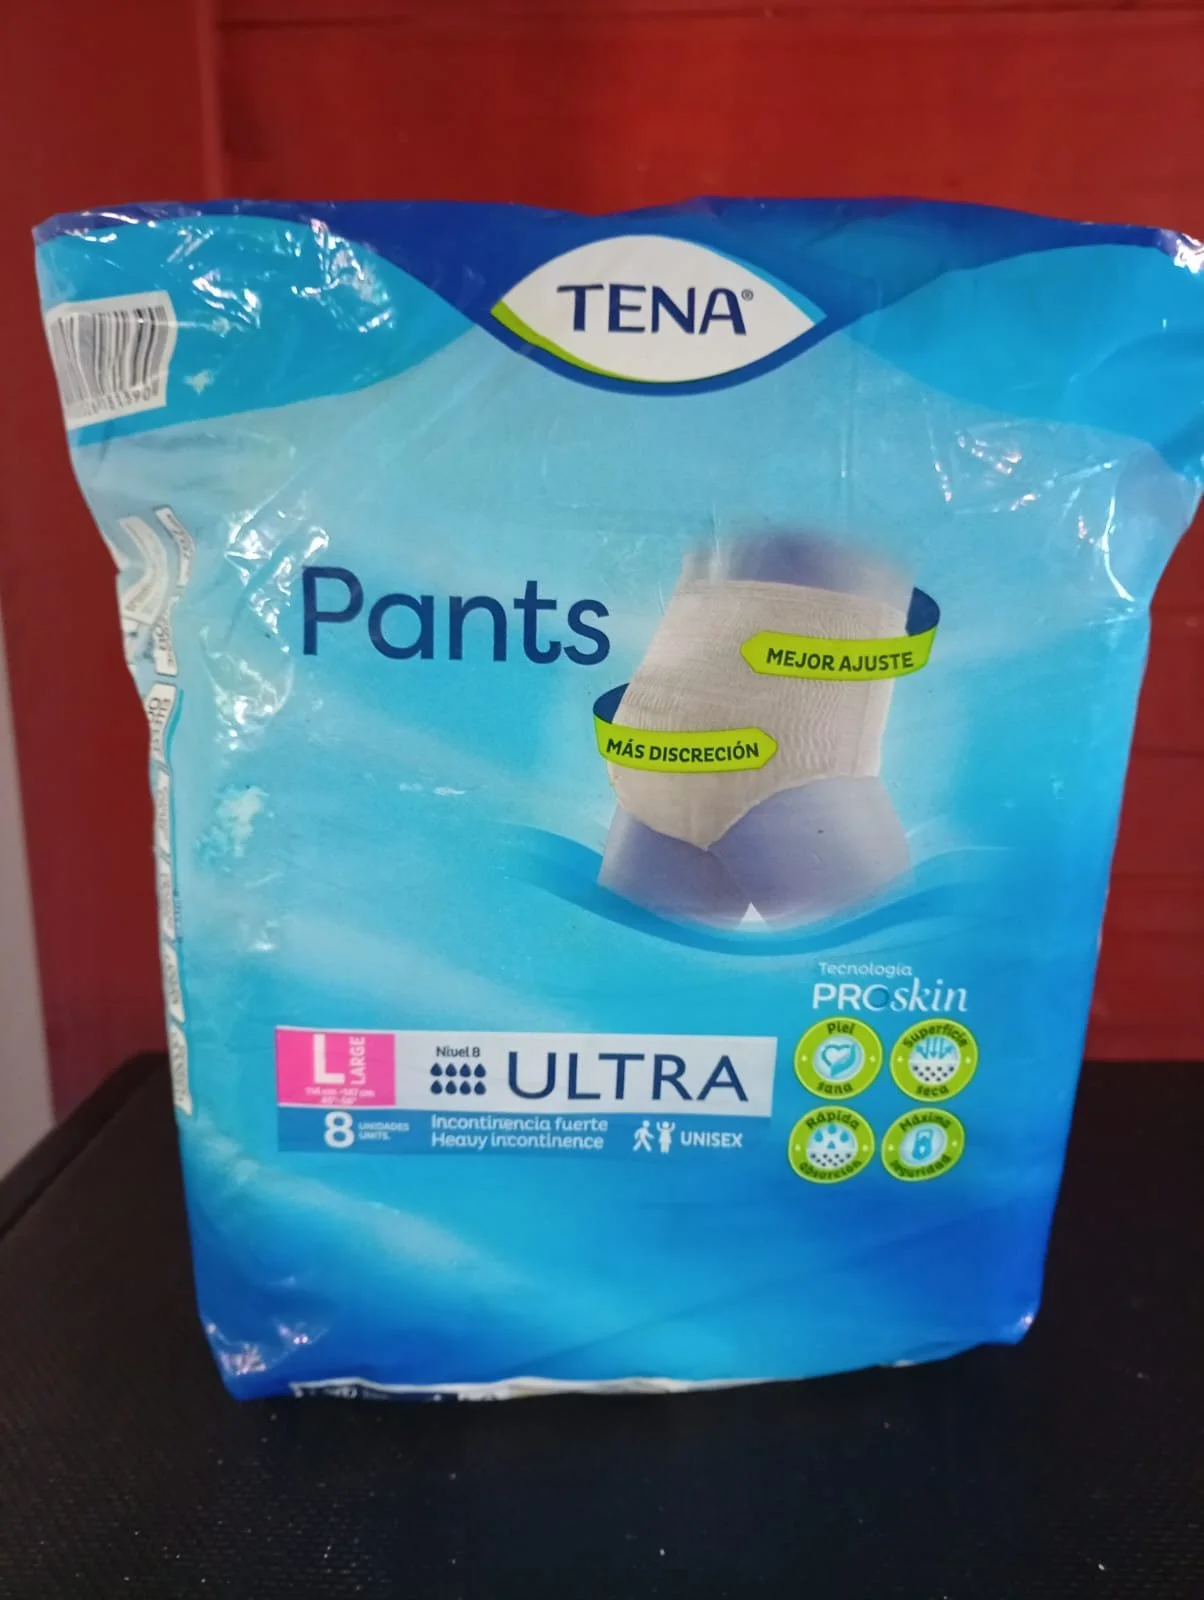 TENA®
Pants
MEJOR AJUSTE
MÁS DISCRECIÓN
Tecnología
PROskin
Piel
sana
Superficie
seca
Rápida
absorción
Máxima
seguridad
L
LARGE
Nivel 8
ULTRA
8
UNIDADES
UNITS.
Incontinencia fuerte
Heavy incontinence
UNISEX